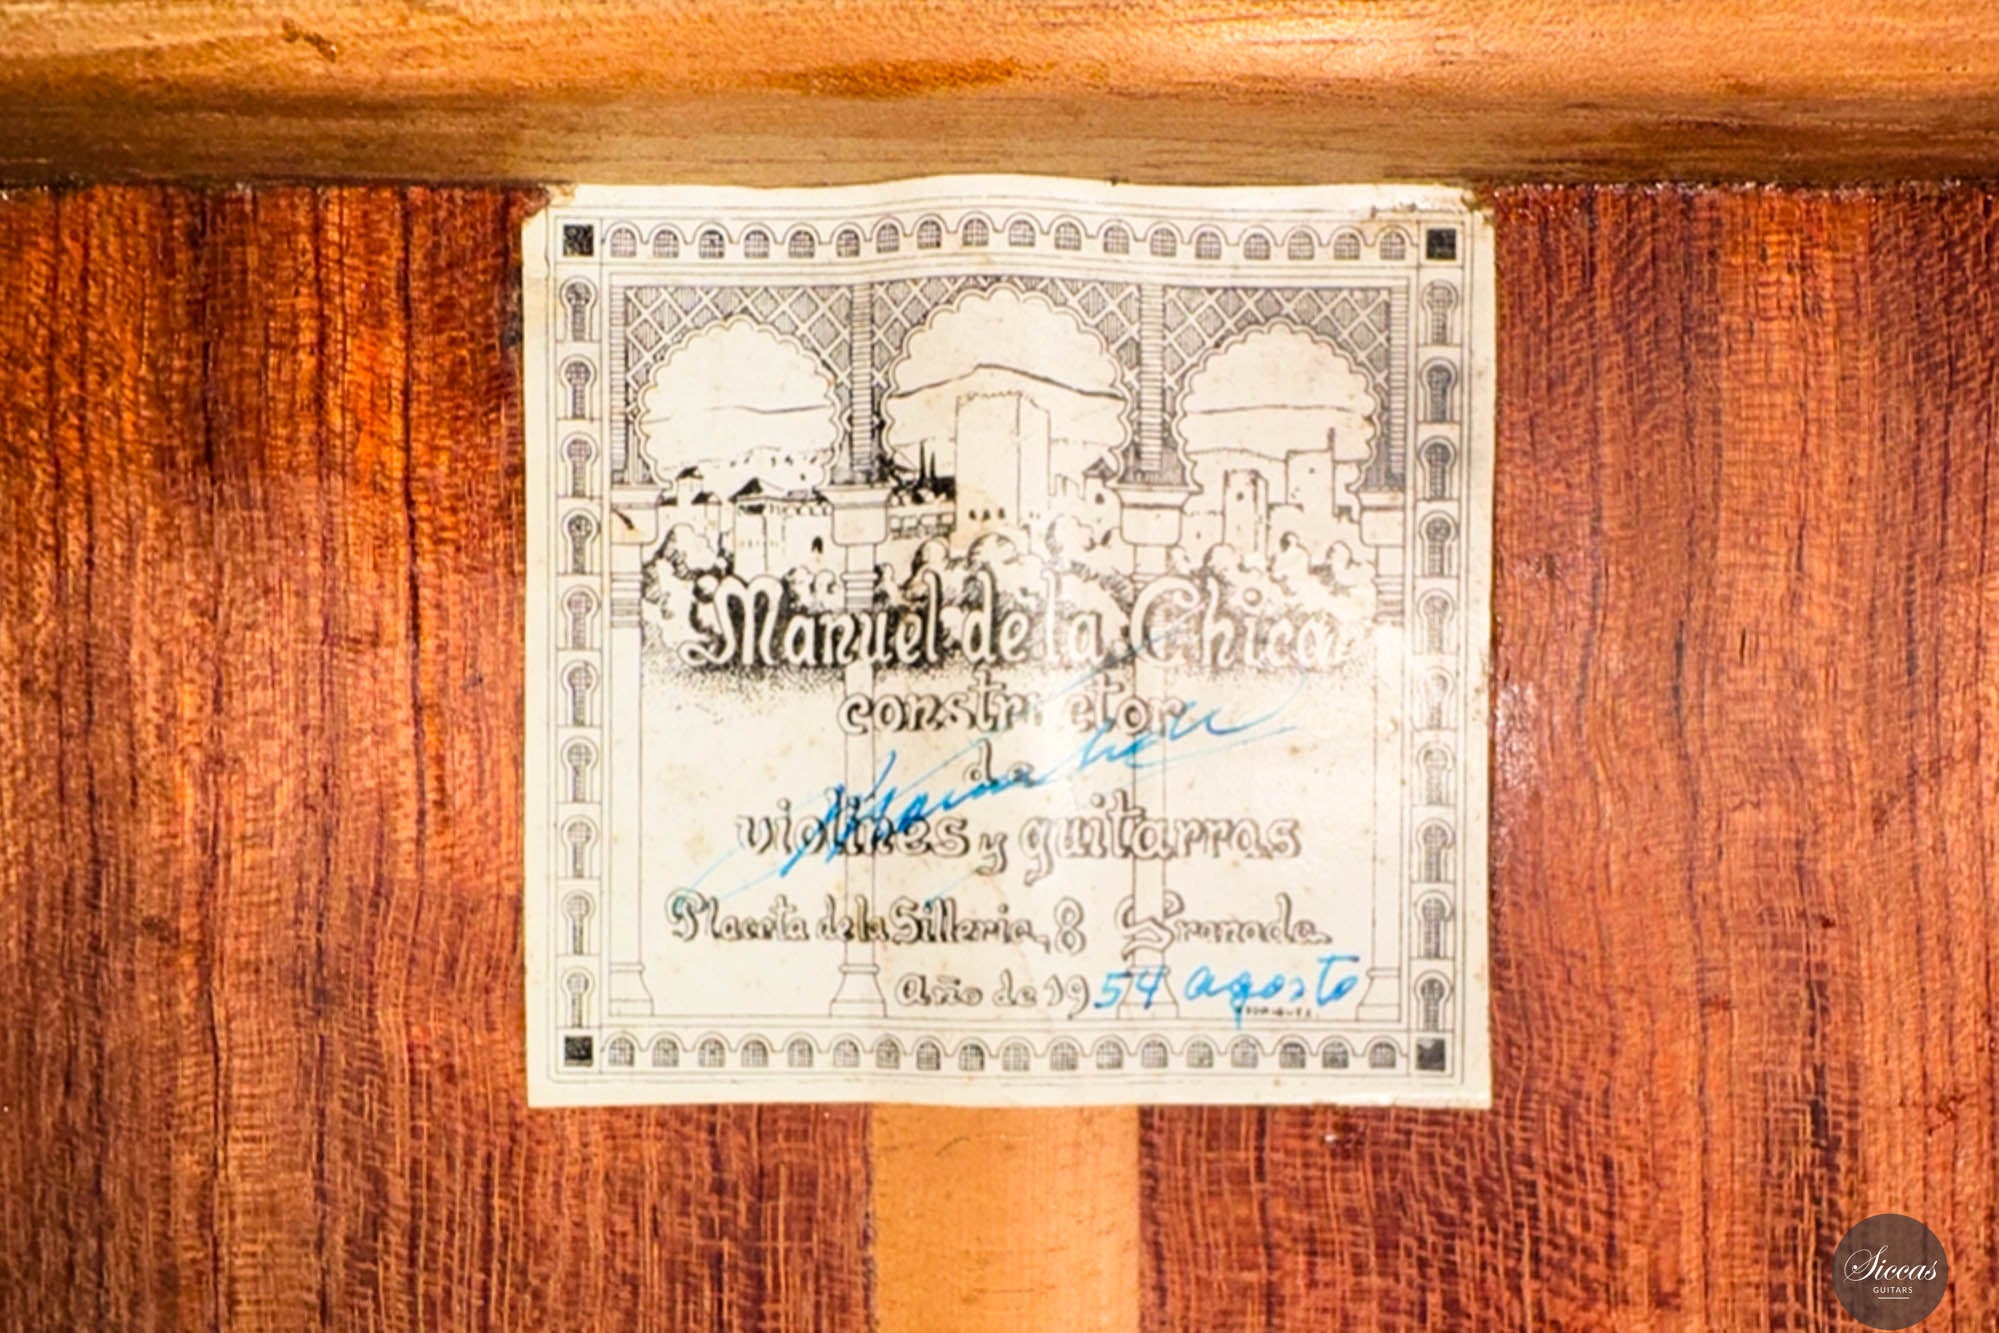 Manuel de la Chica
constructor
de
violines y guitarras
Placeta de la Silleria, 8 Granada
Año de 1954 agosto
Siccas
GUITARS